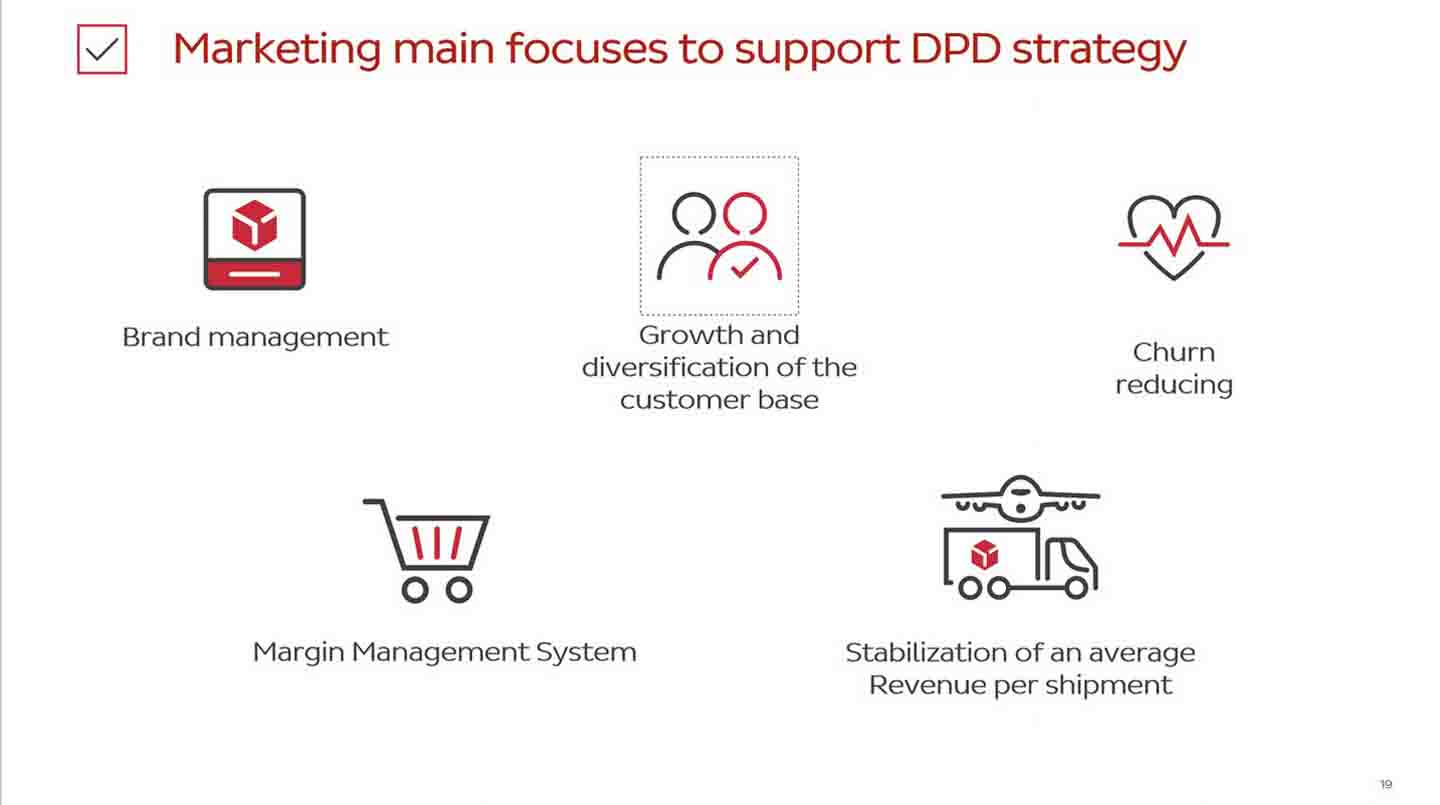 Marketing main focuses to support DPD strategy
Brand management
Growth and
diversification of the
customer base
Churn
reducing
Margin Management System
Stabilization of an average
Revenue per shipment
19